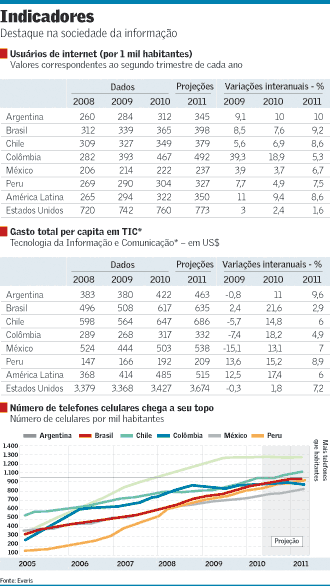 Indicadores
Destaque na sociedade da informação
Usuários de internet (por 1 mil habitantes)
Valores correspondentes ao segundo trimestre de cada ano
Dados Projeções Variações interanuais - %
2008 2009 2010 2011 2009 2010 2011
Argentina 260 284 312 345 9,1 10 10
Brasil 312 339 365 398 8,5 7,6 9,2
Chile 309 327 349 379 5,6 6,9 8,6
Colômbia 282 393 467 492 39,3 18,9 5,3
México 206 214 222 237 3,9 3,7 6,7
Peru 269 290 304 327 7,7 4,9 7,5
América Latina 265 294 322 350 11 9,4 8,6
Estados Unidos 720 742 760 773 3 2,4 1,6
Gasto total per capita em TIC*
Tecnologia da Informação e Comunicação* – em US$
Dados Projeções Variações interanuais - %
2008 2009 2010 2011 2009 2010 2011
Argentina 383 380 422 463 -0,8 11 9,6
Brasil 496 508 617 635 2,4 21,6 2,9
Chile 598 564 647 686 -5,7 14,8 6
Colômbia 289 268 317 332 -7,4 18,2 4,9
México 524 444 503 538 -15,1 13,1 7
Peru 147 166 192 209 13,6 15,2 8,9
América Latina 368 414 485 515 12,5 17,4 6
Estados Unidos 3.379 3.368 3.427 3.674 -0,3 1,8 7,2
Número de telefones celulares chega a seu topo
Números de celulares por mil habitantes
Argentina Brasil Chile Colômbia México Peru
1.400
1.300
1.200
1.100
1.000
900
800
700
600
500
400
300
200
100
Mais telefones
que habitantes
Projeção
2005 2006 2007 2008 2009 2010 2011
Fonte: Everis